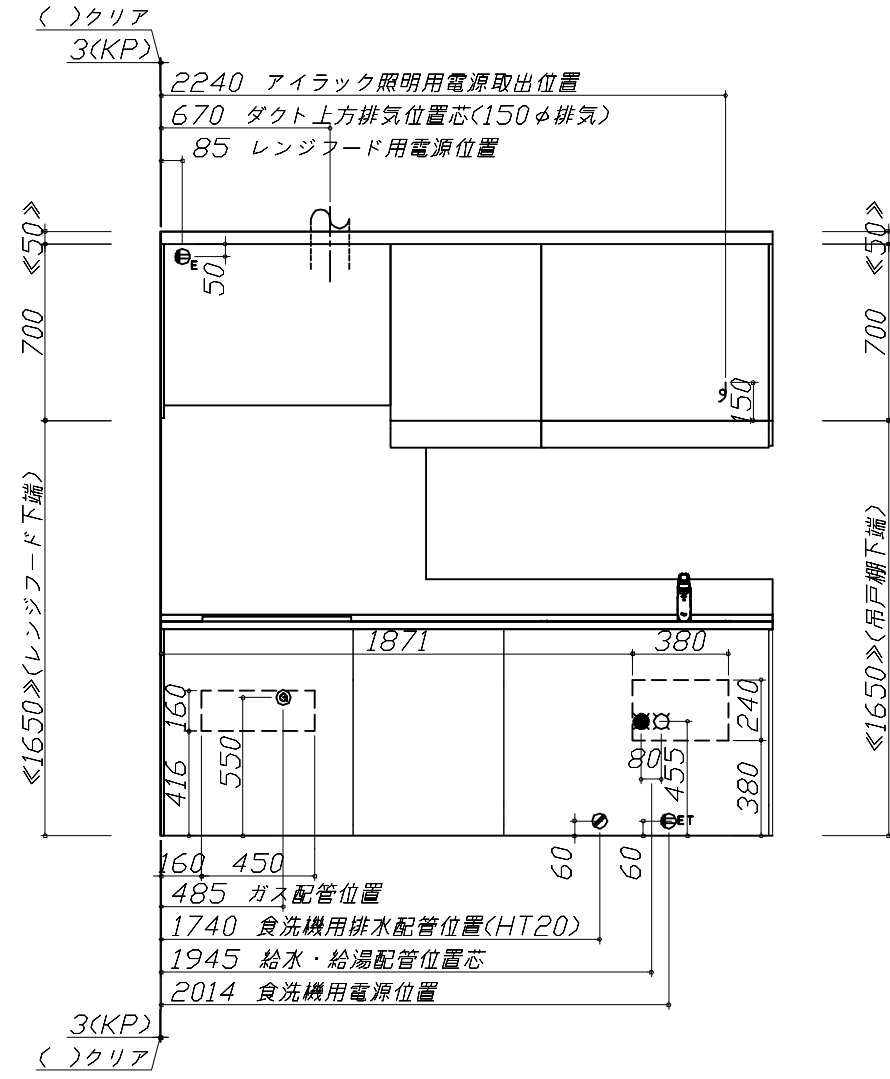 ( )クリア
3(KP)
2240 アイラック照明用電源取出位置
670 ダクト上方排気位置芯(150φ排気)
85 レンジフード用電源位置
≪50≫
≪50≫
E
50
700
700
150
≪1650≫(レンジフード下端)
≪1650≫(吊戸棚下端)
1871
380
160
240
550
80
455
416
380
ET
60
60
160
450
485 ガス配管位置
1740 食洗機用排水配管位置(HT20)
1945 給水・給湯配管位置芯
2014 食洗機用電源位置
3(KP)
( )クリア